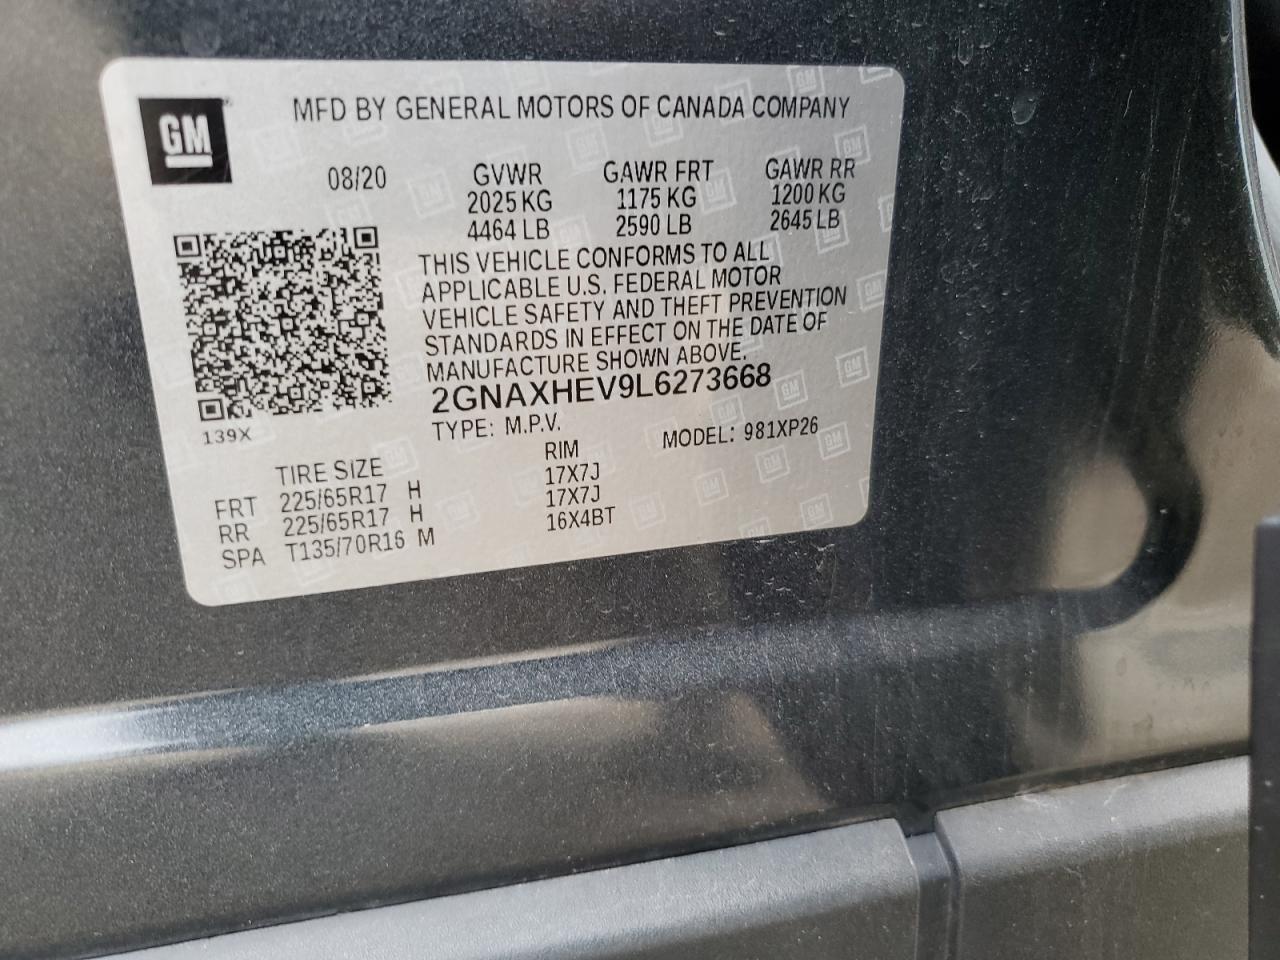 GM
MFD BY GENERAL MOTORS OF CANADA COMPANY
08/20
GVWR GAWR FRT GAWR RR
2025 KG 1175 KG 1200 KG
4464 LB 2590 LB 2645 LB
THIS VEHICLE CONFORMS TO ALL
APPLICABLE U.S. FEDERAL MOTOR
VEHICLE SAFETY AND THEFT PREVENTION
STANDARDS IN EFFECT ON THE DATE OF
MANUFACTURE SHOWN ABOVE.
2GNAXHEV9L6273668
139X
TYPE: M.P.V. MODEL: 981XP26
TIRE SIZE RIM
FRT 225/65R17 H 17X7J
RR 225/65R17 H 17X7J
SPA T135/70R16 M 16X4BT